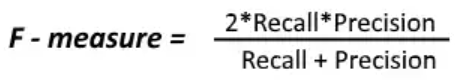 F - measure =
2*Recall*Precision
Recall + Precision